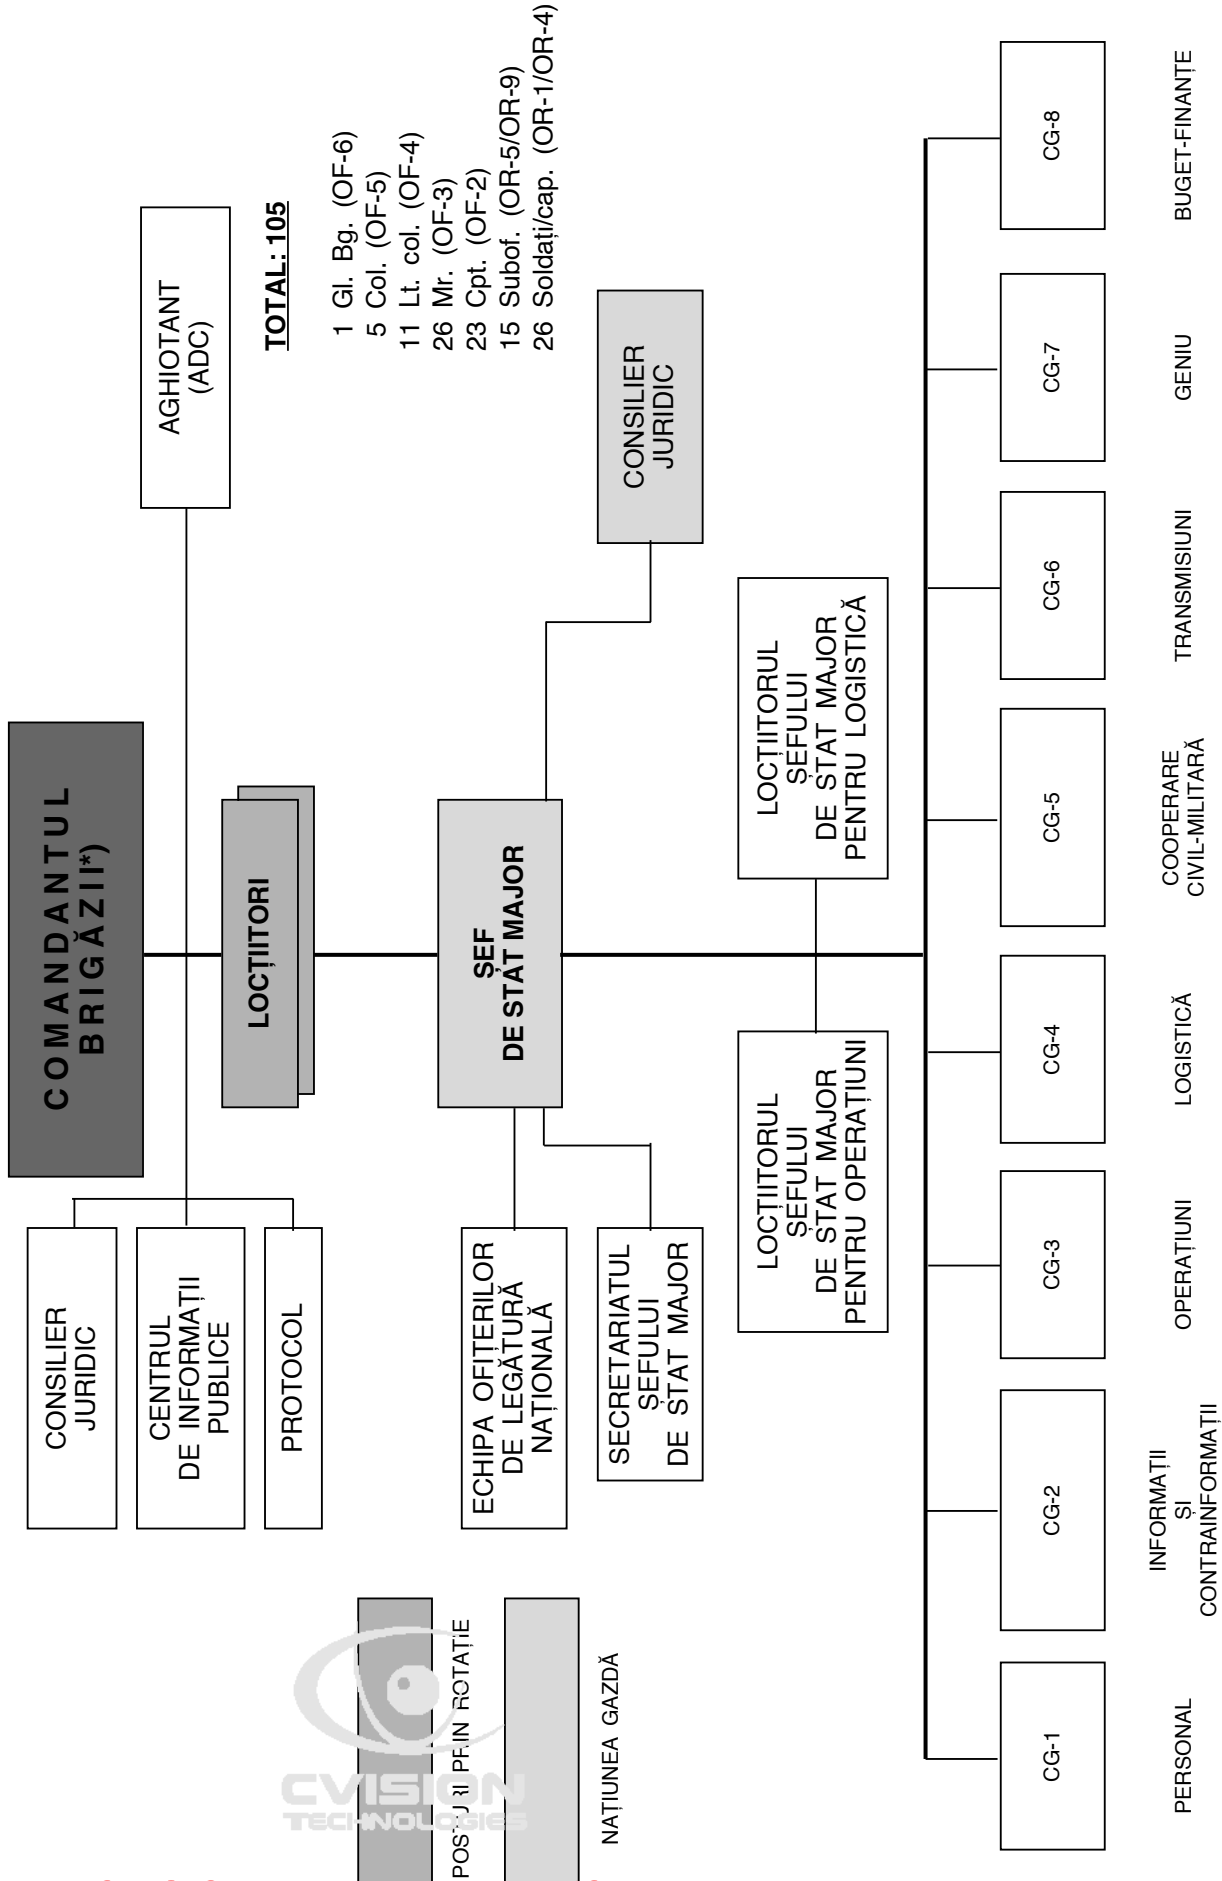 COMANDANTUL
BRIGĂZII*)
AGHIOTANT
(ADC)
TOTAL: 105
1 Gl. Bg. (OF-6)
5 Col. (OF-5)
11 Lt. col. (OF-4)
26 Mr. (OF-3)
23 Cpt. (OF-2)
15 Subof. (OR-5/OR-9)
26 Soldați/cap. (OR-1/OR-4)
CONSILIER
JURIDIC
CENTRUL
DE INFORMAȚII
PUBLICE
PROTOCOL
LOCȚIITORI
ȘEF
DE STAT MAJOR
CONSILIER
JURIDIC
ECHIPA OFIȚERILOR
DE LEGĂTURĂ
NAȚIONALĂ
SECRETARIATUL
ȘEFULUI
DE STAT MAJOR
LOCȚIITORUL
ȘEFULUI
DE STAT MAJOR
PENTRU OPERAȚIUNI
LOCȚIITORUL
ȘEFULUI
DE STAT MAJOR
PENTRU LOGISTICĂ
POSTURI PRIN ROTAȚIE
NAȚIUNEA GAZDĂ
CVISION
TECHNOLOGIES
CG-1
CG-2
CG-3
CG-4
CG-5
CG-6
CG-7
CG-8
PERSONAL
INFORMAȚII
ȘI
CONTRAINFORMAȚII
OPERAȚIUNI
LOGISTICĂ
COOPERARE
CIVIL-MILITARĂ
TRANSMISIUNI
GENIU
BUGET-FINANȚE